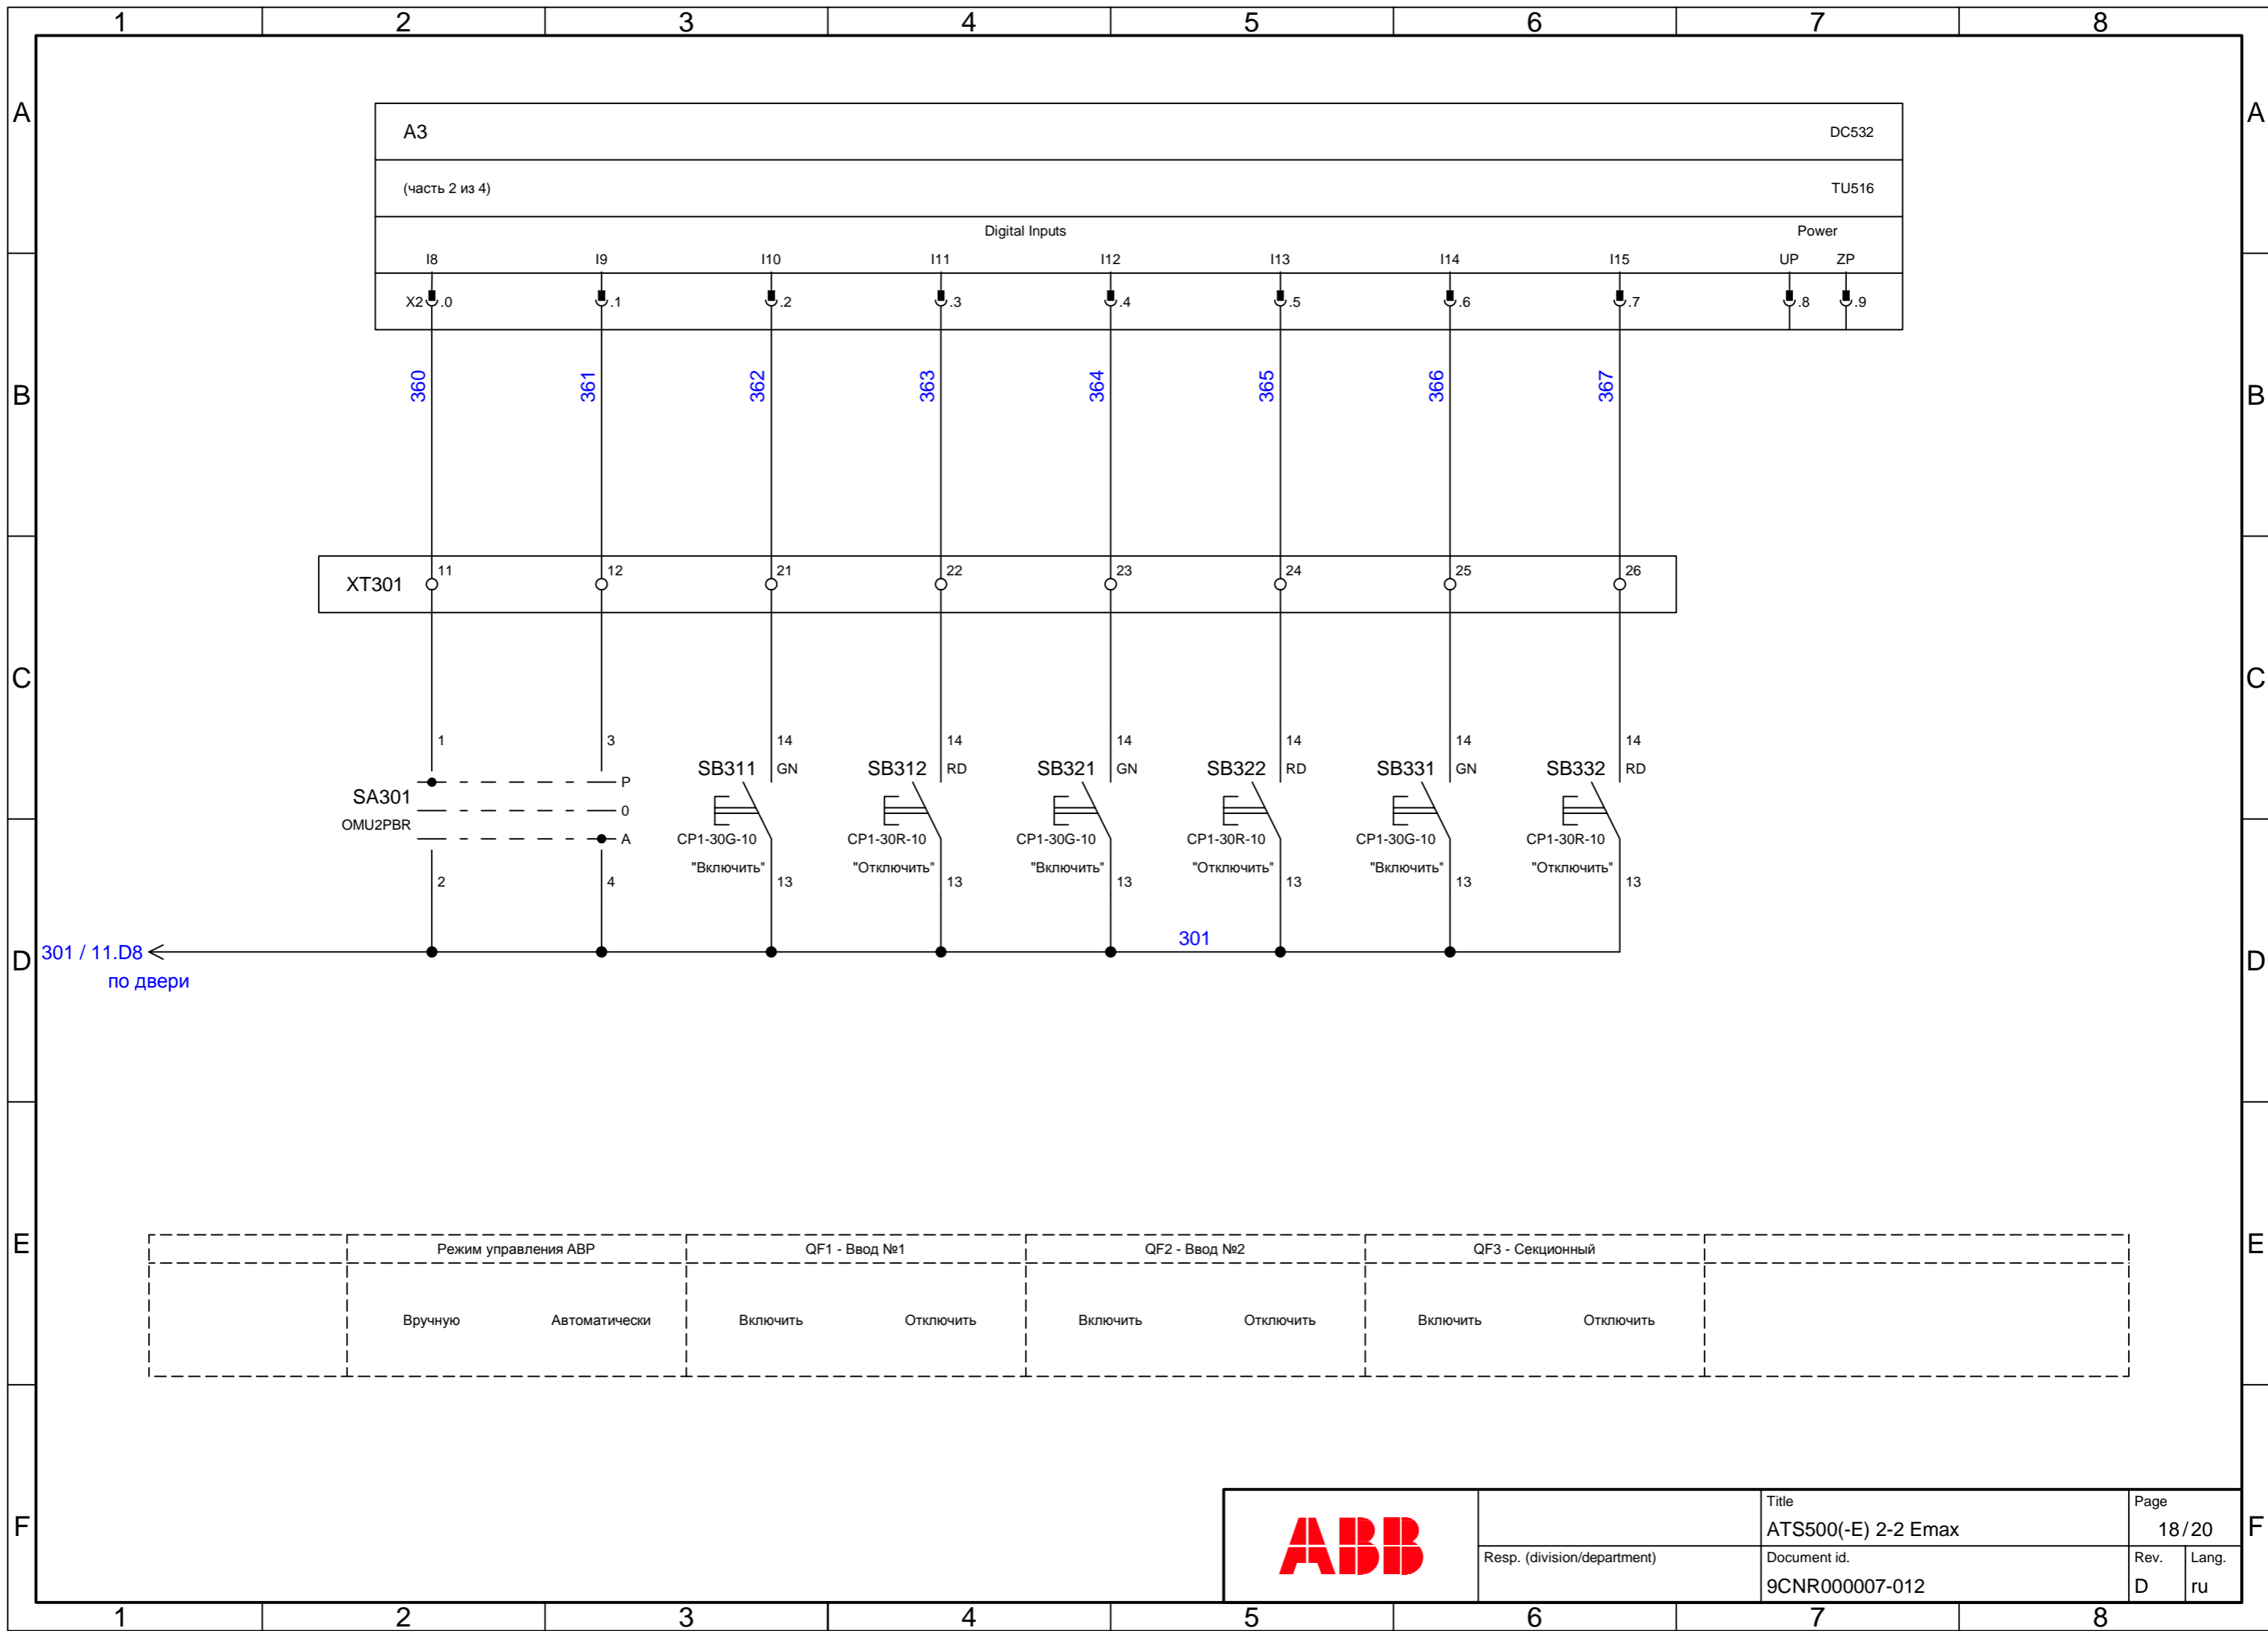 1 2 3 4 5 6 7 8
A A
A3 DC532
(часть 2 из 4) TU516
Digital Inputs Power
I8 I9 I10 I11 I12 I13 I14 I15 UP ZP
X2 .0 .1 .2 .3 .4 .5 .6 .7 .8 .9
B B
360 361 362 363 364 365 366 367
XT301 11 12 21 22 23 24 25 26
C C
1 3 14 14 14 14 14 14
SB311 GN SB312 RD SB321 GN SB322 RD SB331 GN SB332 RD
P
SA301
0
OMU2PBR
A CP1-30G-10 CP1-30R-10 CP1-30G-10 CP1-30R-10 CP1-30G-10 CP1-30R-10
"Включить" "Отключить" "Включить" "Отключить" "Включить" "Отключить"
2 4 13 13 13 13 13 13
301
D 301 / 11.D8 D
по двери
E E
Режим управления АВР QF1 - Ввод №1 QF2 - Ввод №2 QF3 - Секционный
Вручную Автоматически Включить Отключить Включить Отключить Включить Отключить
F F
ABB
Title Page
ATS500(-E) 2-2 Emax 18/20
Resp. (division/department) Document id. Rev. Lang.
9CNR000007-012 D ru
1 2 3 4 5 6 7 8